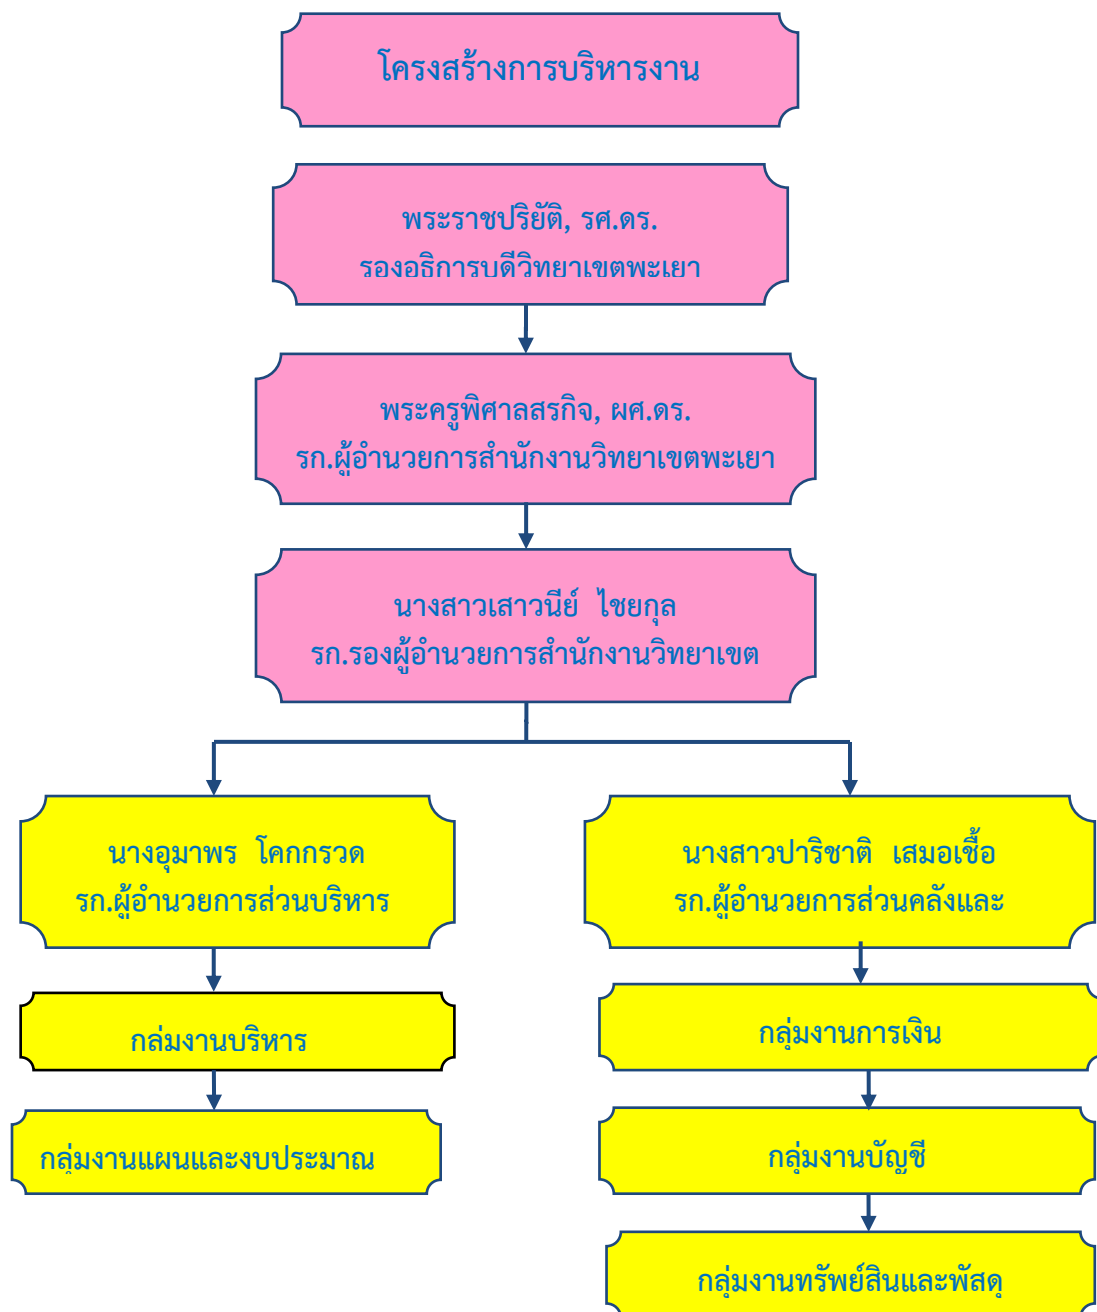 โครงสร้างการบริหารงาน
พระราชปริยัติ, รศ.ดร.
รองอธิการบดีวิทยาเขตพะเยา
พระครูพิศาลสรกิจ, ผศ.ดร.
รก.ผู้อำนวยการสำนักงานวิทยาเขตพะเยา
นางสาวเสาวนีย์ ไชยกุล
รก.รองผู้อำนวยการสำนักงานวิทยาเขต
นางอุมาพร โคกกรวด
รก.ผู้อำนวยการส่วนบริหาร
นางสาวปาริชาติ เสมอเชื้อ
รก.ผู้อำนวยการส่วนคลังและ
กลุ่มงานบริหาร
กลุ่มงานการเงิน
กลุ่มงานแผนและงบประมาณ
กลุ่มงานบัญชี
กลุ่มงานทรัพย์สินและพัสดุ